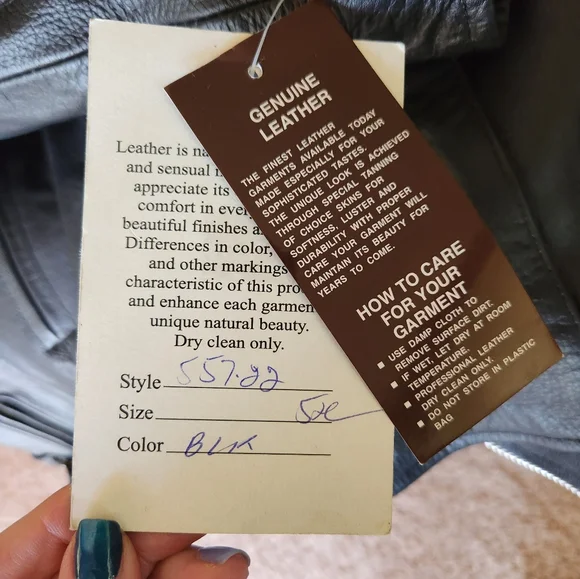 Leather is na
and sensual
appreciate its
comfort in ever
beautiful finishes a
Differences in color,
and other markings
characteristic of this pro
and enhance each garmen
unique natural beauty.
Dry clean only.
Style 557-22
Size
Color BLK
GENUINE
LEATHER
THE FINEST LEATHER
GARMENTS AVAILABLE TODAY
MADE ESPECIALLY FOR YOUR
SOPHISTICATED TASTES.
THE UNIQUE LOOK IS ACHIEVED
THROUGH SPECIAL TANNING
OF CHOICE SKINS FOR
SOFTNESS, LUSTER AND
DURABILITY WITH PROPER
CARE YOUR GARMENT WILL
MAINTAIN ITS BEAUTY FOR
YEARS TO COME.
HOW TO CARE
FOR YOUR
GARMENT
■ USE DAMP CLOTH TO
REMOVE SURFACE DIRT.
■ IF WET, LET DRY AT ROOM
TEMPERATURE.
■ PROFESSIONAL LEATHER
DRY CLEAN ONLY.
■ DO NOT STORE IN PLASTIC
BAG